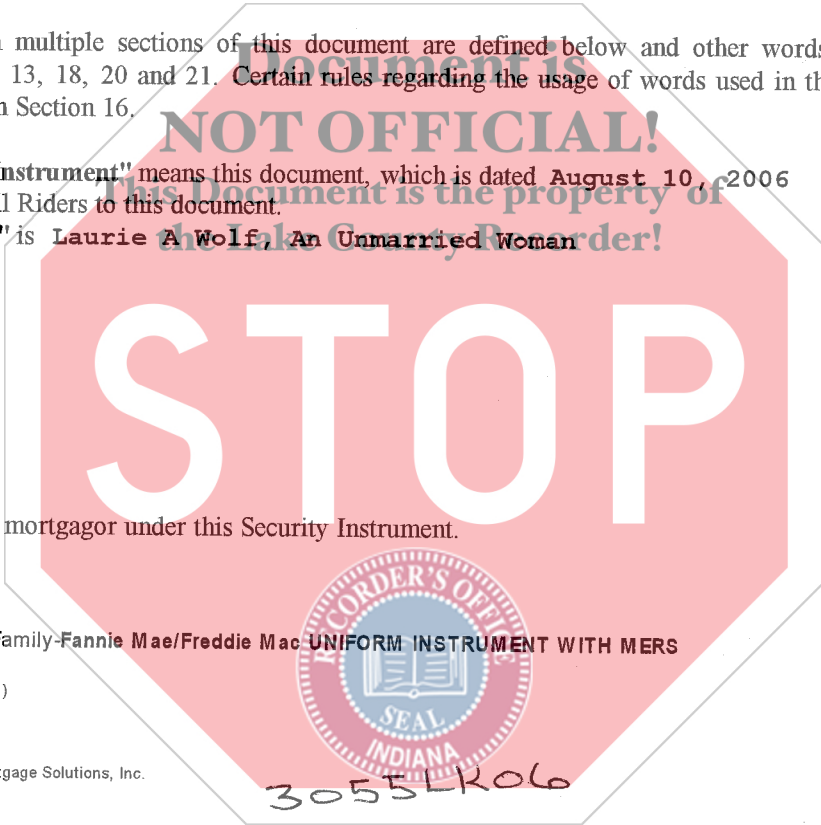 multiple sections of this document are defined below and other words
13, 18, 20 and 21. Certain rules regarding the usage of words used in th
Section 16.
Document is
NOT OFFICIAL!
nstrument" means this document, which is dated August 10, 2006
This Document is the property of
l Riders to this document.
" is Laurie A Wolf, An Unmarried Woman
the Lake County Recorder!
STOP
mortgagor under this Security Instrument.
RECORDER'S OFFICE
amily-Fannie Mae/Freddie Mac UNIFORM INSTRUMENT WITH MERS
)
SEAL
INDIANA
gage Solutions, Inc.